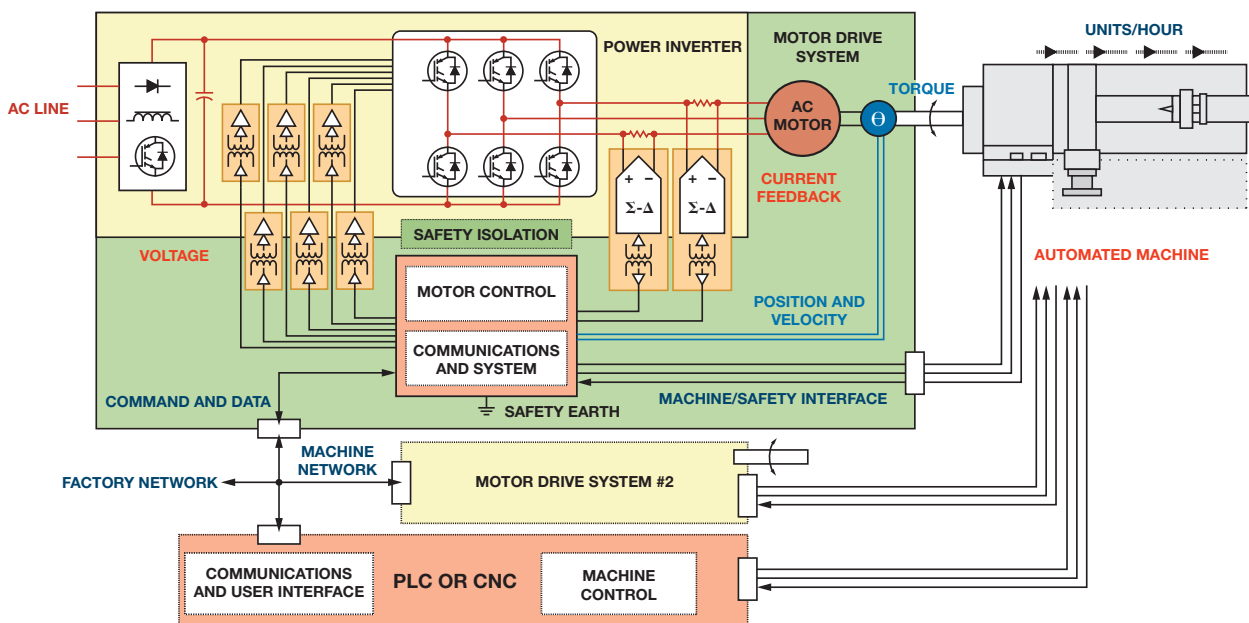 UNITS/HOUR
POWER INVERTER
MOTOR DRIVE
SYSTEM
AC LINE
TORQUE
AC
MOTOR
Θ
+ −
+ −
Σ-Δ
Σ-Δ
CURRENT
FEEDBACK
SAFETY ISOLATION
VOLTAGE
AUTOMATED MACHINE
MOTOR CONTROL
POSITION AND
VELOCITY
COMMUNICATIONS
AND SYSTEM
COMMAND AND DATA
SAFETY EARTH
MACHINE/SAFETY INTERFACE
MACHINE
NETWORK
FACTORY NETWORK
MOTOR DRIVE SYSTEM #2
COMMUNICATIONS
AND USER INTERFACE
PLC OR CNC
MACHINE
CONTROL